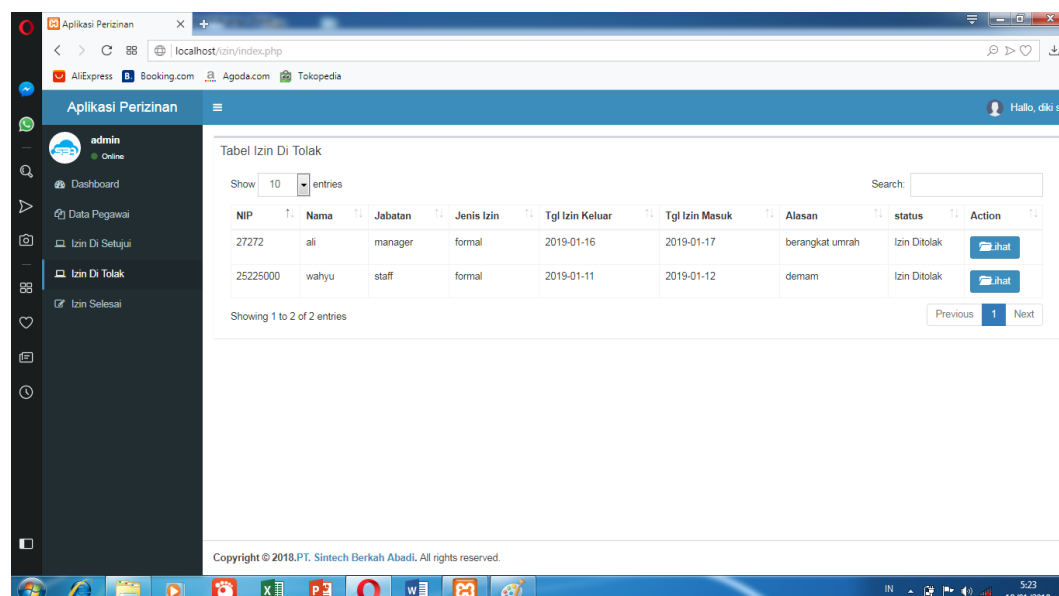 Aplikasi Perizinan
localhost/izin/index.php
AliExpress B. Booking.com a Agoda.com Tokopedia
Aplikasi Perizinan
Hallo, diki s
admin
Online
Dashboard
Data Pegawai
Izin Di Setujui
Izin Di Tolak
Izin Selesai
Tabel Izin Di Tolak
Show 10 entries Search:
NIP Nama Jabatan Jenis Izin Tgl Izin Keluar Tgl Izin Masuk Alasan status Action
27272 ali manager formal 2019-01-16 2019-01-17 berangkat umrah Izin Ditolak Lihat
25225000 wahyu staff formal 2019-01-11 2019-01-12 demam Izin Ditolak Lihat
Showing 1 to 2 of 2 entries Previous 1 Next
Copyright © 2018.PT. Sintech Berkah Abadi. All rights reserved.
IN 5:23